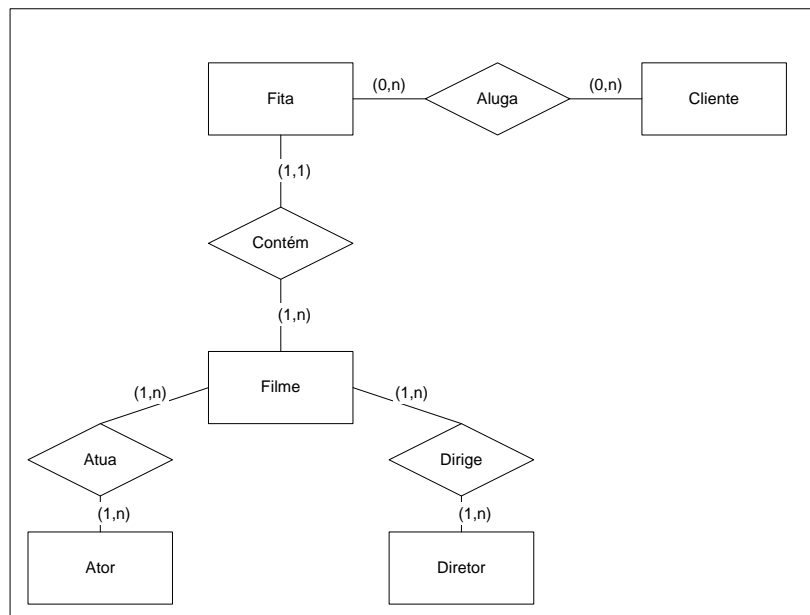 Fita (0,n) Aluga (0,n) Cliente
(1,1)
Contém
(1,n)
Filme
(1,n) (1,n)
Atua Dirige
(1,n) (1,n)
Ator Diretor